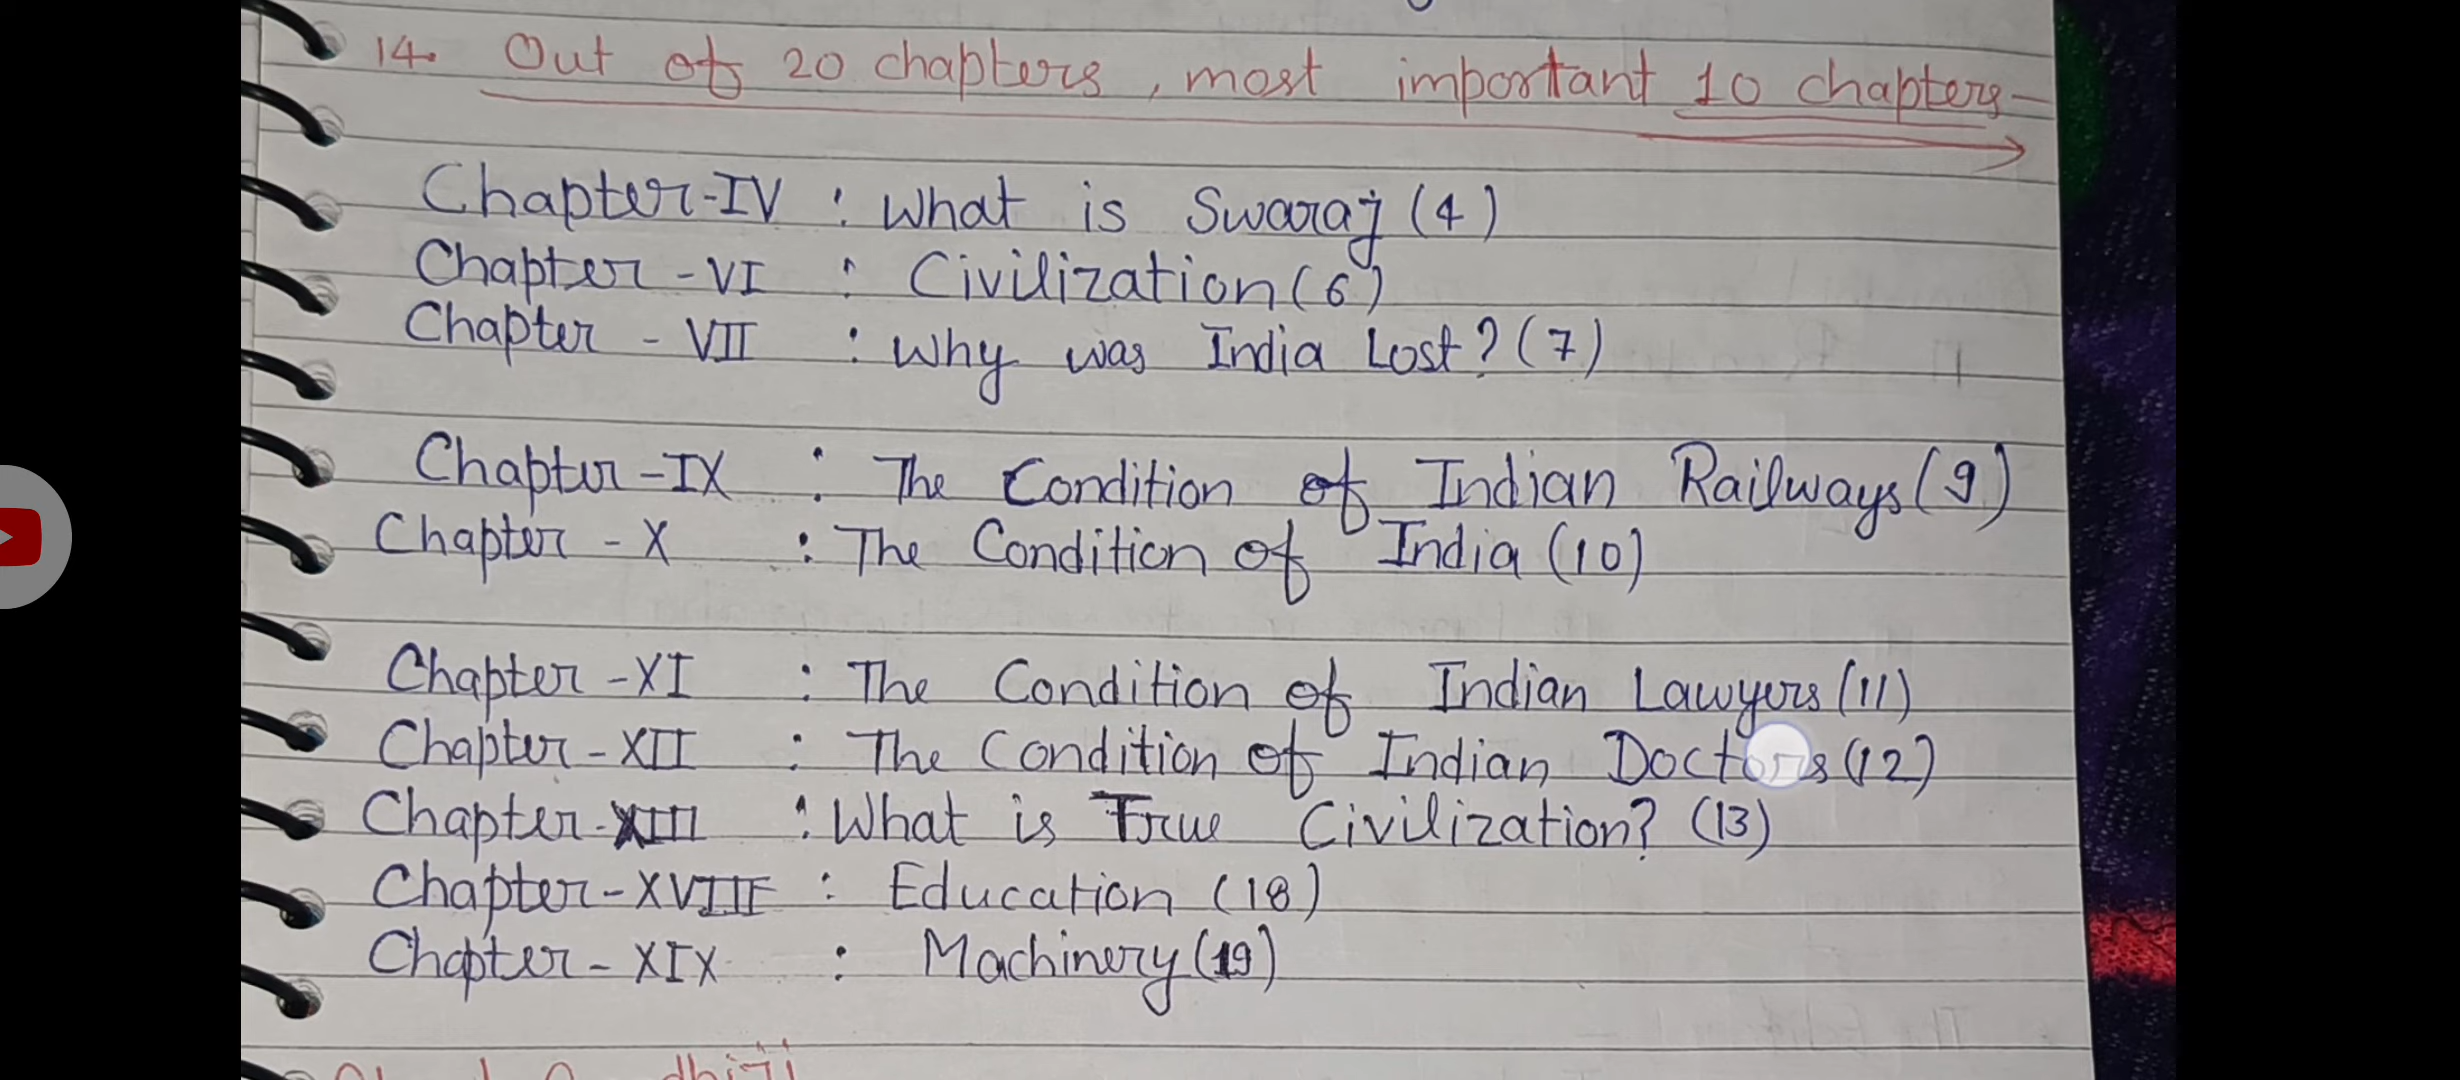 14. Out of 20 chapters, most important 10 chapters-
Chapter-IV : What is Swaraj (4)
Chapter - VI : Civilization (6)
Chapter - VII : Why was India Lost? (7)
Chapter - IX : The Condition of Indian Railways (9)
Chapter - X : The Condition of India (10)
Chapter - XI : The Condition of Indian Lawyers (11)
Chapter - XII : The Condition of Indian Doctors (12)
Chapter - XIII : What is True Civilization? (13)
Chapter - XVIII : Education (18)
Chapter - XIX : Machinery (19)